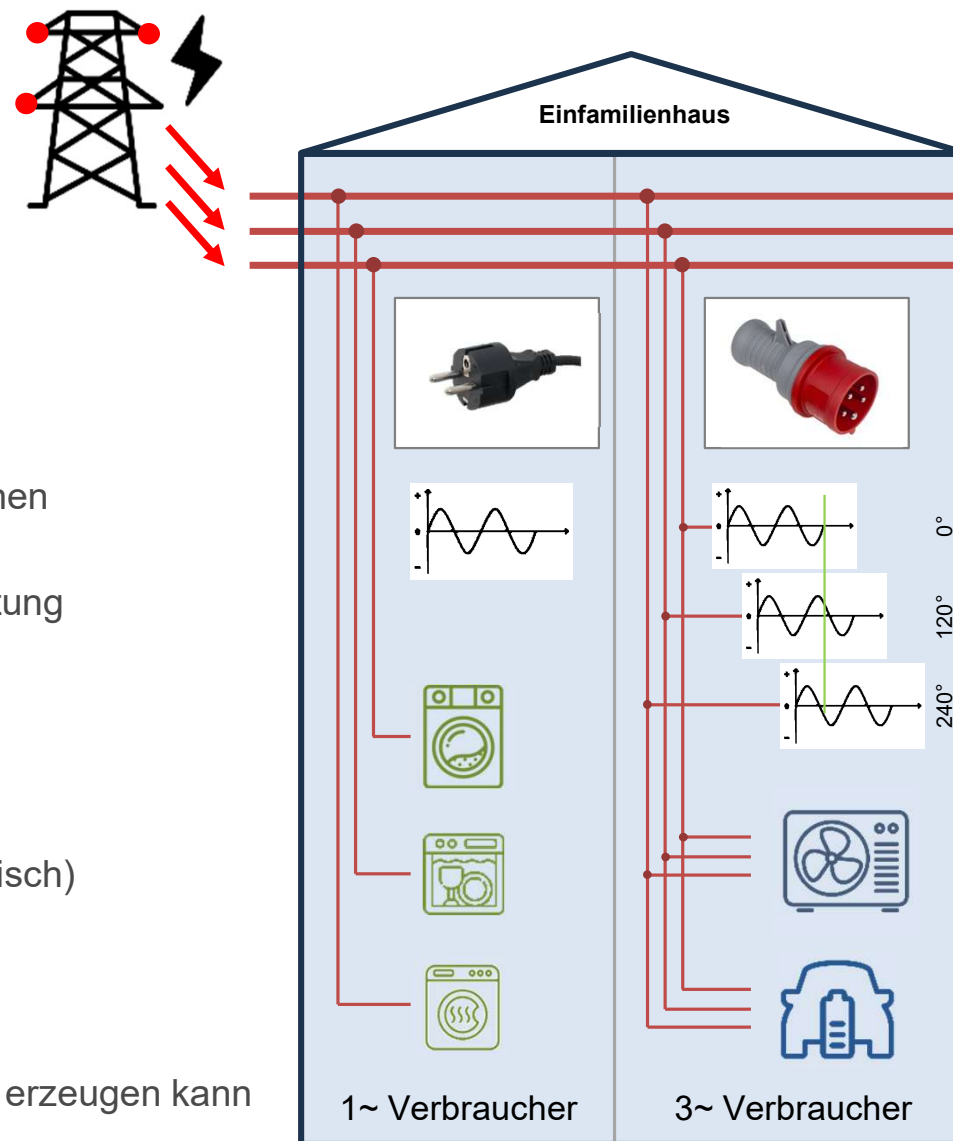 Einfamilienhaus
nen
tung
isch)
erzeugen kann
+
-
+
-
0°
+
-
120°
+
-
240°
1~ Verbraucher
3~ Verbraucher